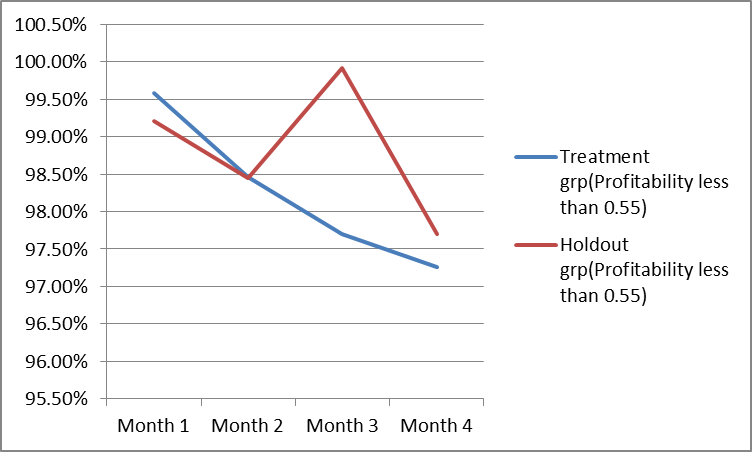 100.50%
100.00%
99.50%
99.00%
98.50%
98.00%
97.50%
97.00%
96.50%
96.00%
95.50%
Month 1 Month 2 Month 3 Month 4
Treatment
grp(Profitability less
than 0.55)
Holdout
grp(Profitability less
than 0.55)